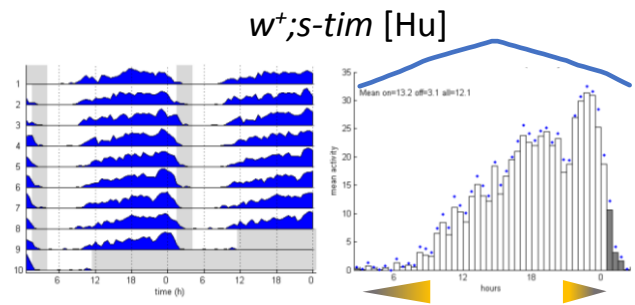 w⁺;s-tim [Hu]
1
2
3
4
5
6
7
8
9
10
6 12 18 0 6 12 18 0
time (h)
Mean on=13.2 off=3.1 all=12.1
35
30
25
20
15
10
5
0
mean activity
6 12 18 0
hours